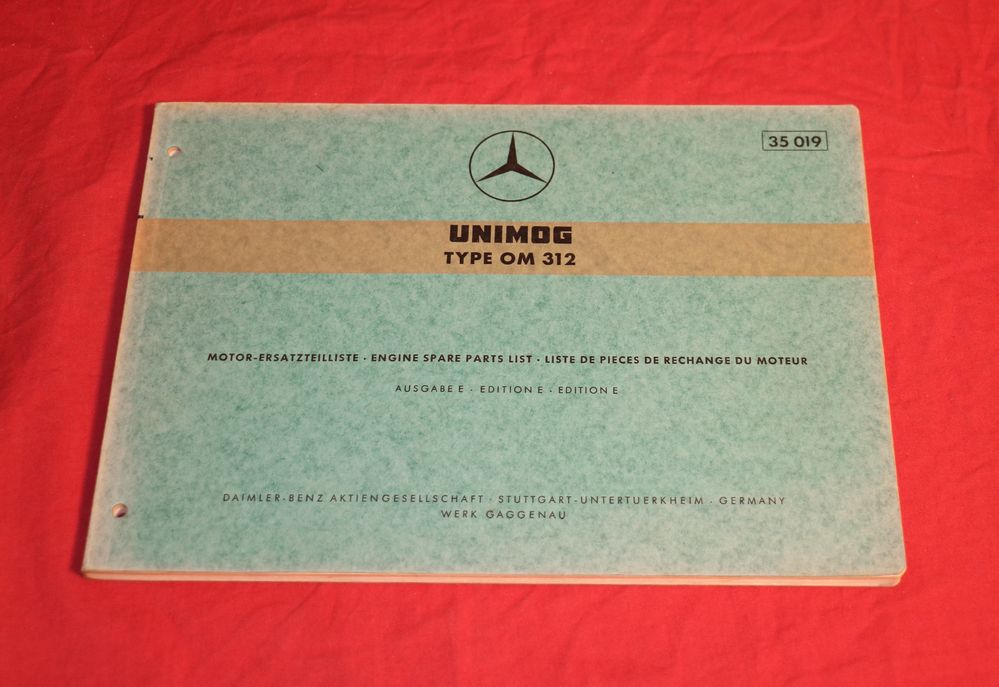 35 019
UNIMOG
TYPE OM 312
MOTOR-ERSATZTEILLISTE · ENGINE SPARE PARTS LIST · LISTE DE PIECES DE RECHANGE DU MOTEUR
AUSGABE E · EDITION E · EDITION E
DAIMLER-BENZ AKTIENGESELLSCHAFT · STUTTGART-UNTERTUERKHEIM · GERMANY
WERK GAGGENAU